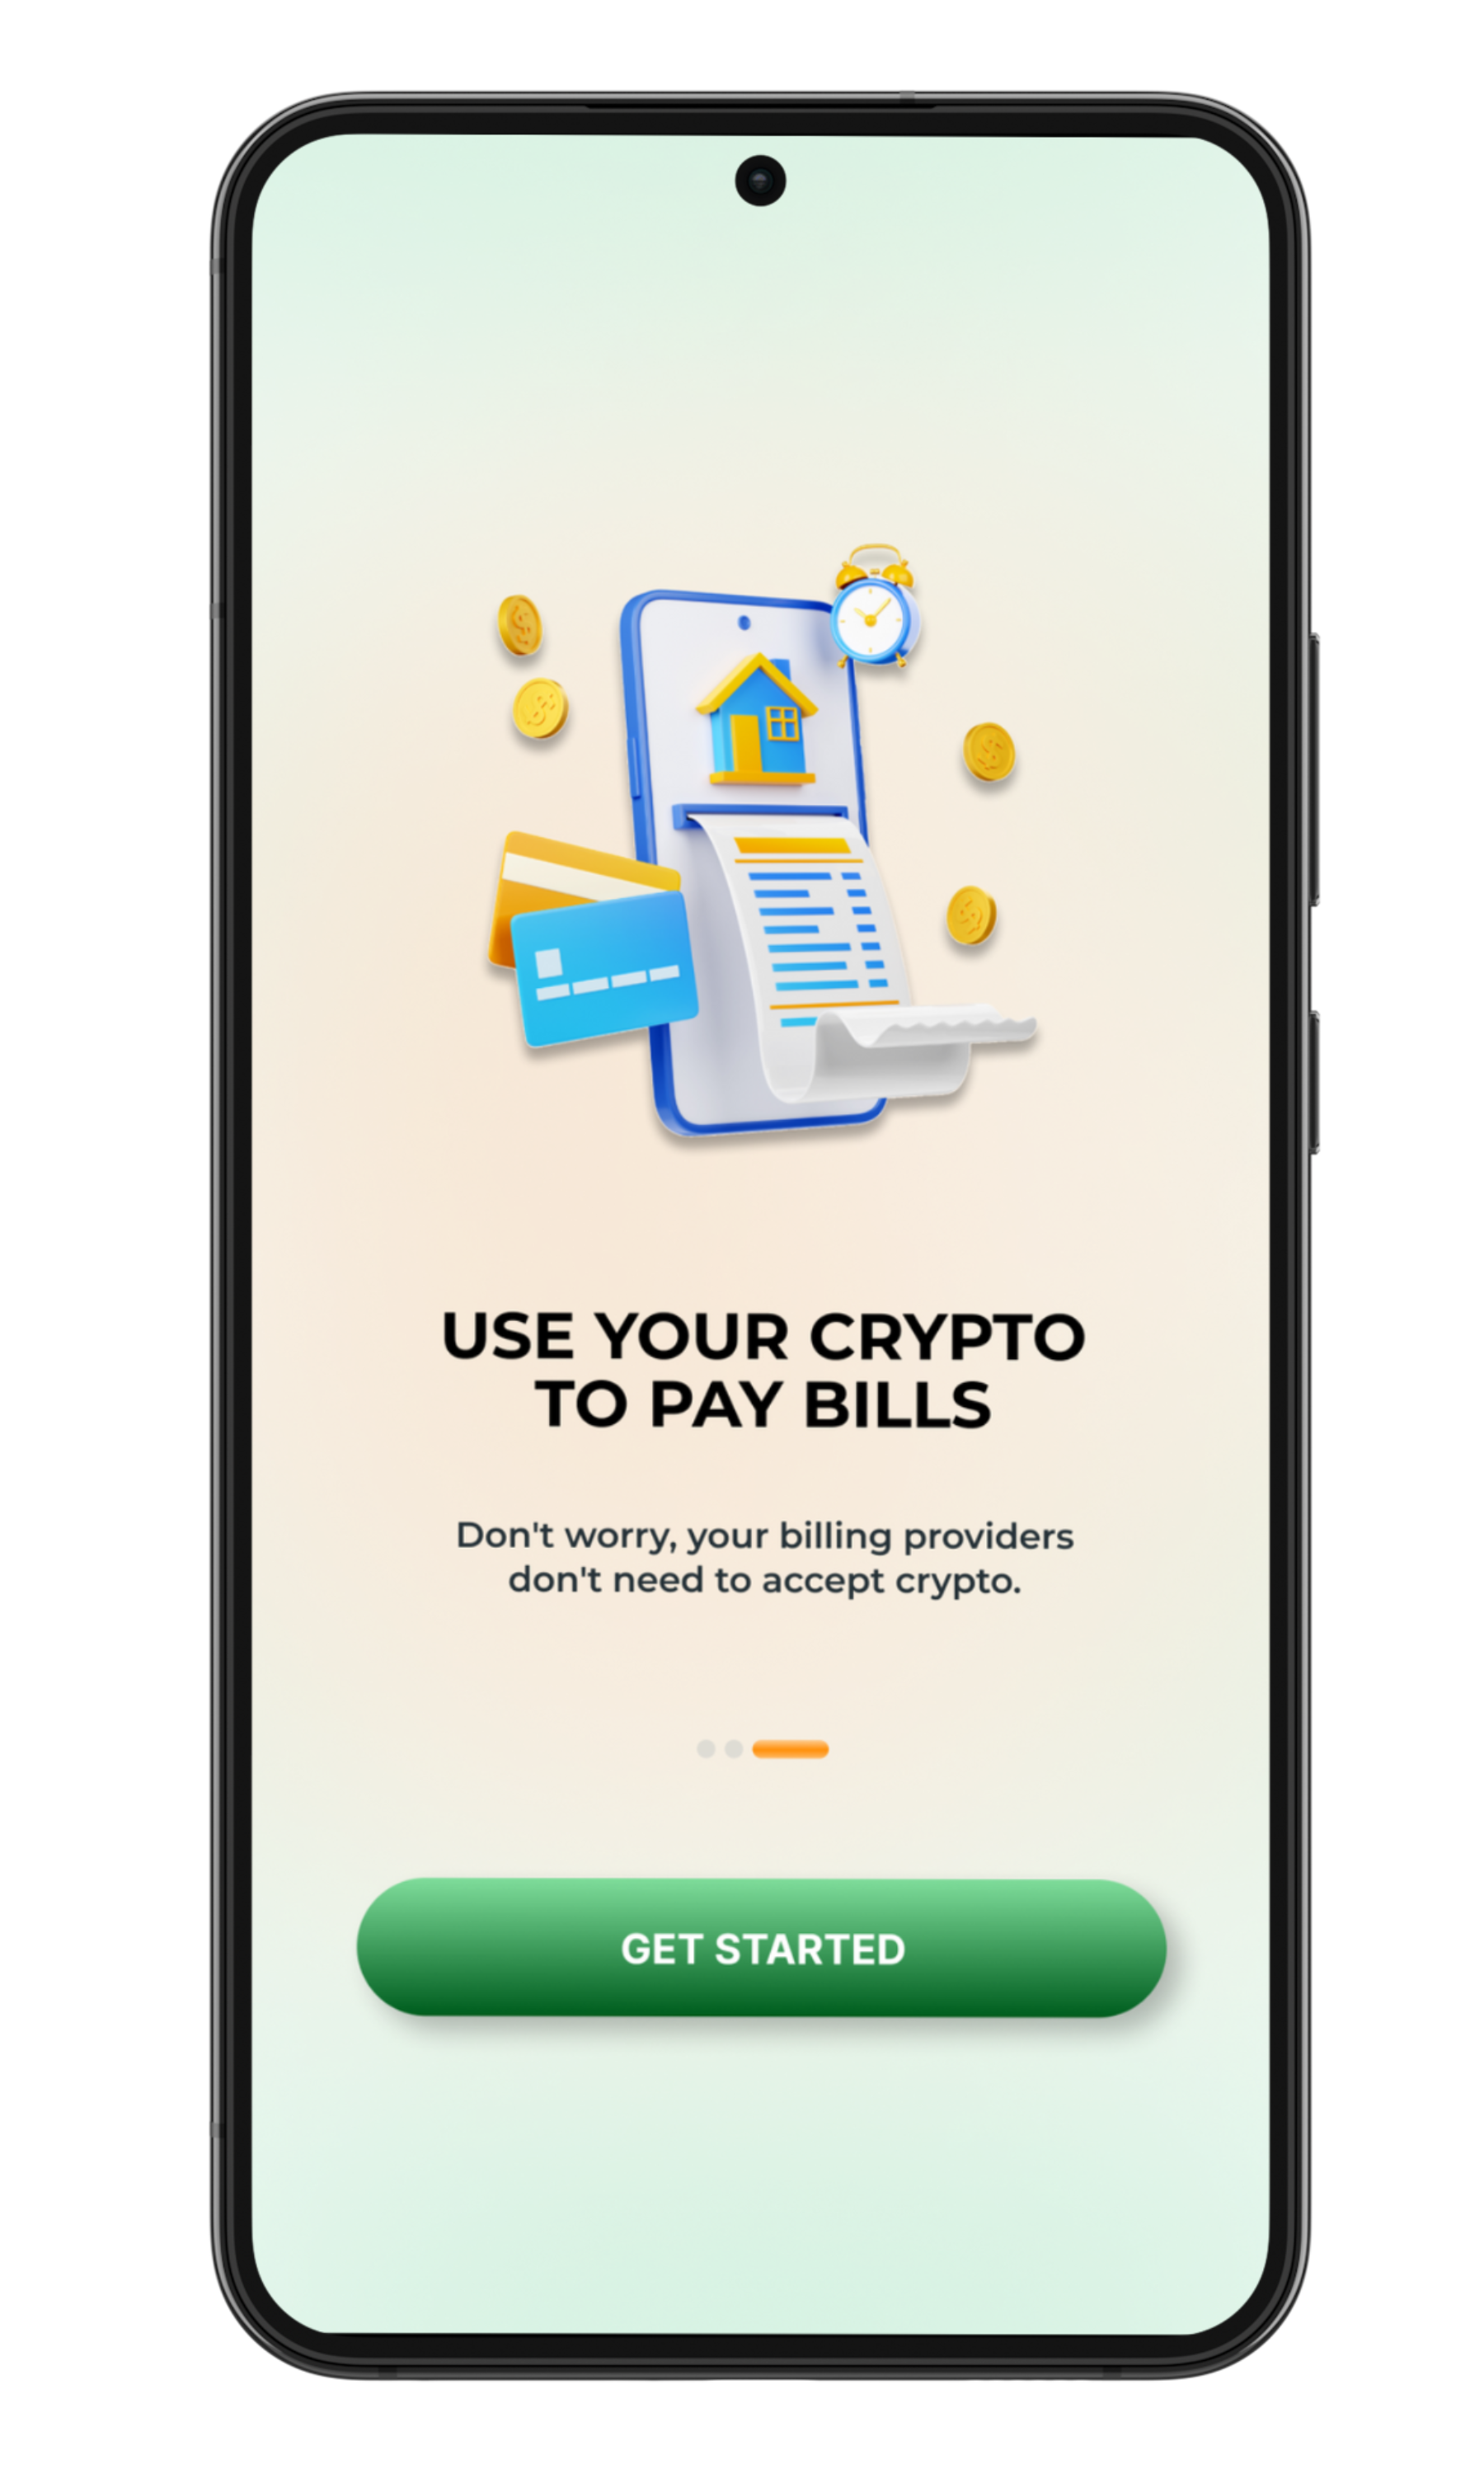 USE YOUR CRYPTO
TO PAY BILLS
Don't worry, your billing providers
don't need to accept crypto.
GET STARTED